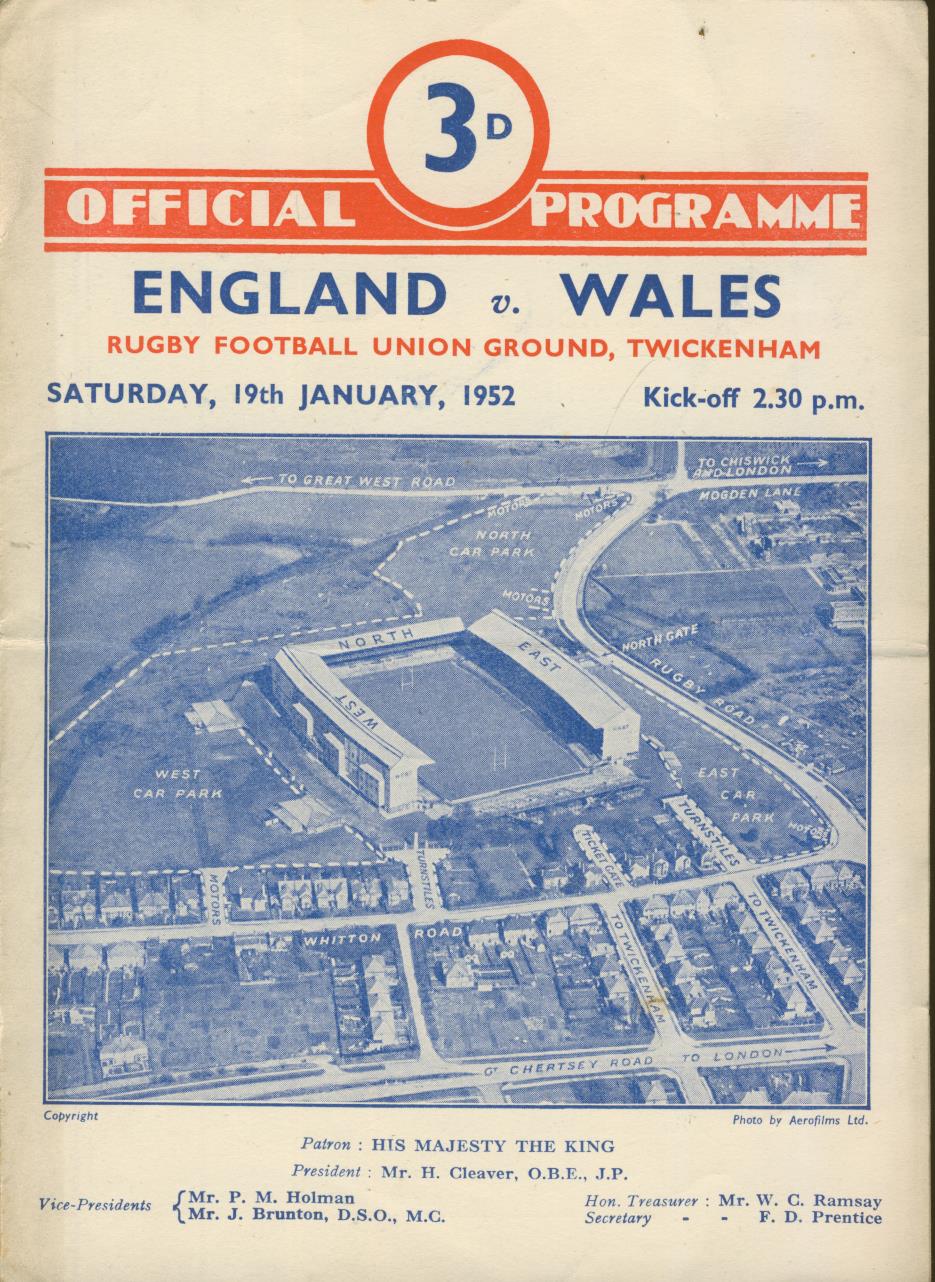 3D
OFFICIAL PROGRAMME
ENGLAND v. WALES
RUGBY FOOTBALL UNION GROUND, TWICKENHAM
SATURDAY, 19th JANUARY, 1952 Kick-off 2.30 p.m.
TO GREAT WEST ROAD
TO CHISWICK
AND LONDON
MOGDEN LANE
MOTORS
MOTORS
NORTH
CAR PARK
MOTORS
NORTH
EAST
WEST
NORTH GATE
RUGBY ROAD
WEST
EAST
WEST
CAR PARK
EAST
CAR
PARK
MOTORS
TURNSTILES
TICKET GATE
TURNSTILES
MOTORS
WHITTON ROAD
TO TWICKENHAM
TO TWICKENHAM
GT CHERTSEY ROAD TO LONDON
Copyright
Photo by Aerofilms Ltd.
Patron : HIS MAJESTY THE KING
President : Mr. H. Cleaver, O.B.E., J.P.
Vice-Presidents { Mr. P. M. Holman
Mr. J. Brunton, D.S.O., M.C.
Hon. Treasurer : Mr. W. C. Ramsay
Secretary - - F. D. Prentice